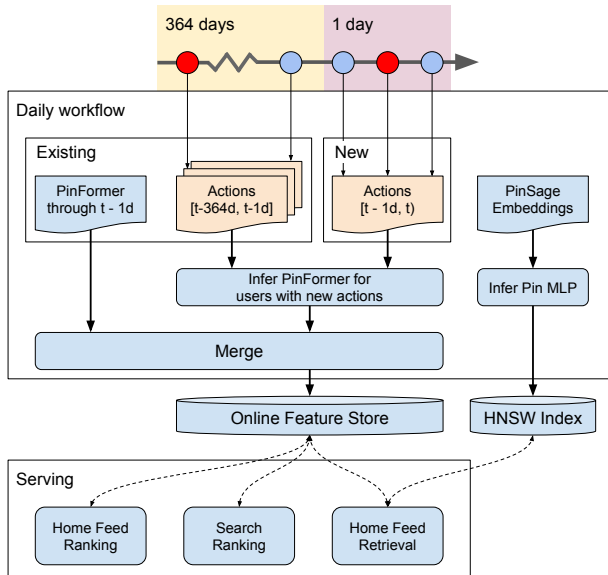 364 days
1 day
Daily workflow
Existing
New
PinFormer
through t - 1d
Actions
[t-364d, t-1d]
Actions
[t - 1d, t)
PinSage
Embeddings
Infer PinFormer for
users with new actions
Infer Pin MLP
Merge
Online Feature Store
HNSW Index
Serving
Home Feed
Ranking
Search
Ranking
Home Feed
Retrieval